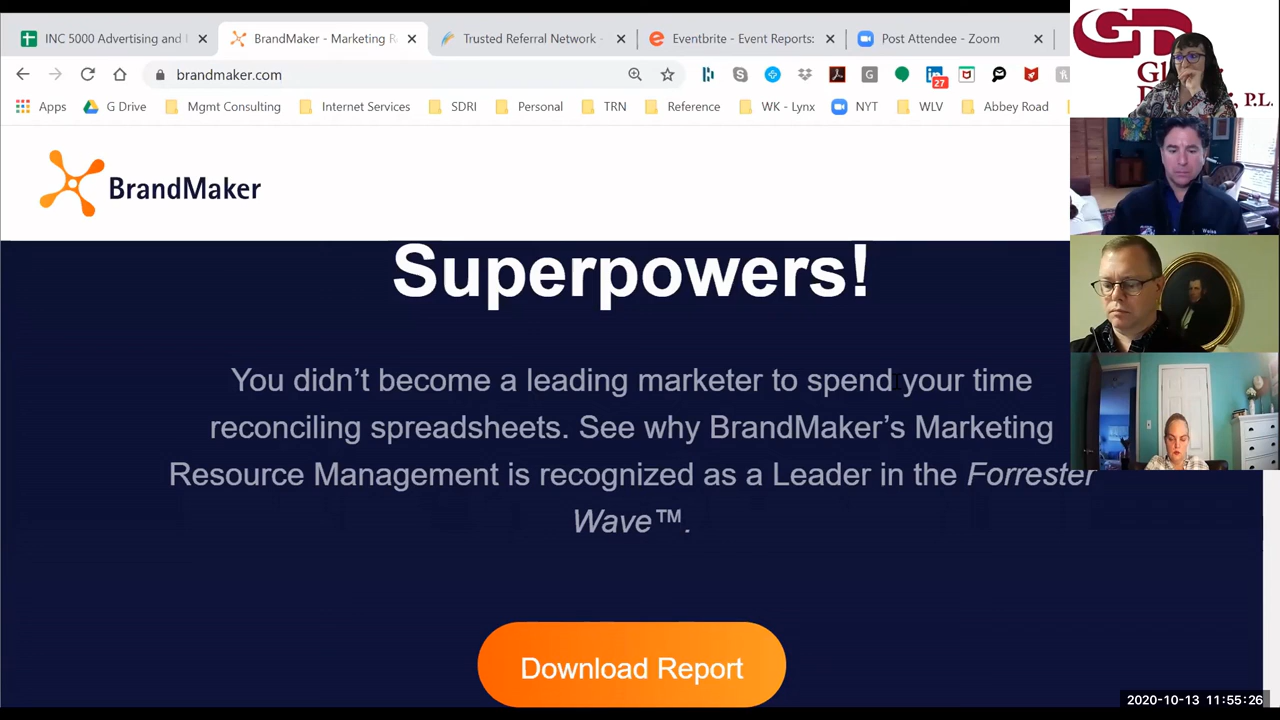 INC 5000 Advertising and
BrandMaker - Marketing R
Trusted Referral Network -
Eventbrite - Event Reports:
Post Attendee - Zoom
brandmaker.com
27
Apps
G Drive
Mgmt Consulting
Internet Services
SDRI
Personal
TRN
Reference
WK - Lynx
NYT
WLV
Abbey Road
BrandMaker
Superpowers!
You didn’t become a leading marketer to spend your time
reconciling spreadsheets. See why BrandMaker’s Marketing
Resource Management is recognized as a Leader in the Forrester
Wave™.
Download Report
GD
P.L.
Weiss
2020-10-13 11:55:26